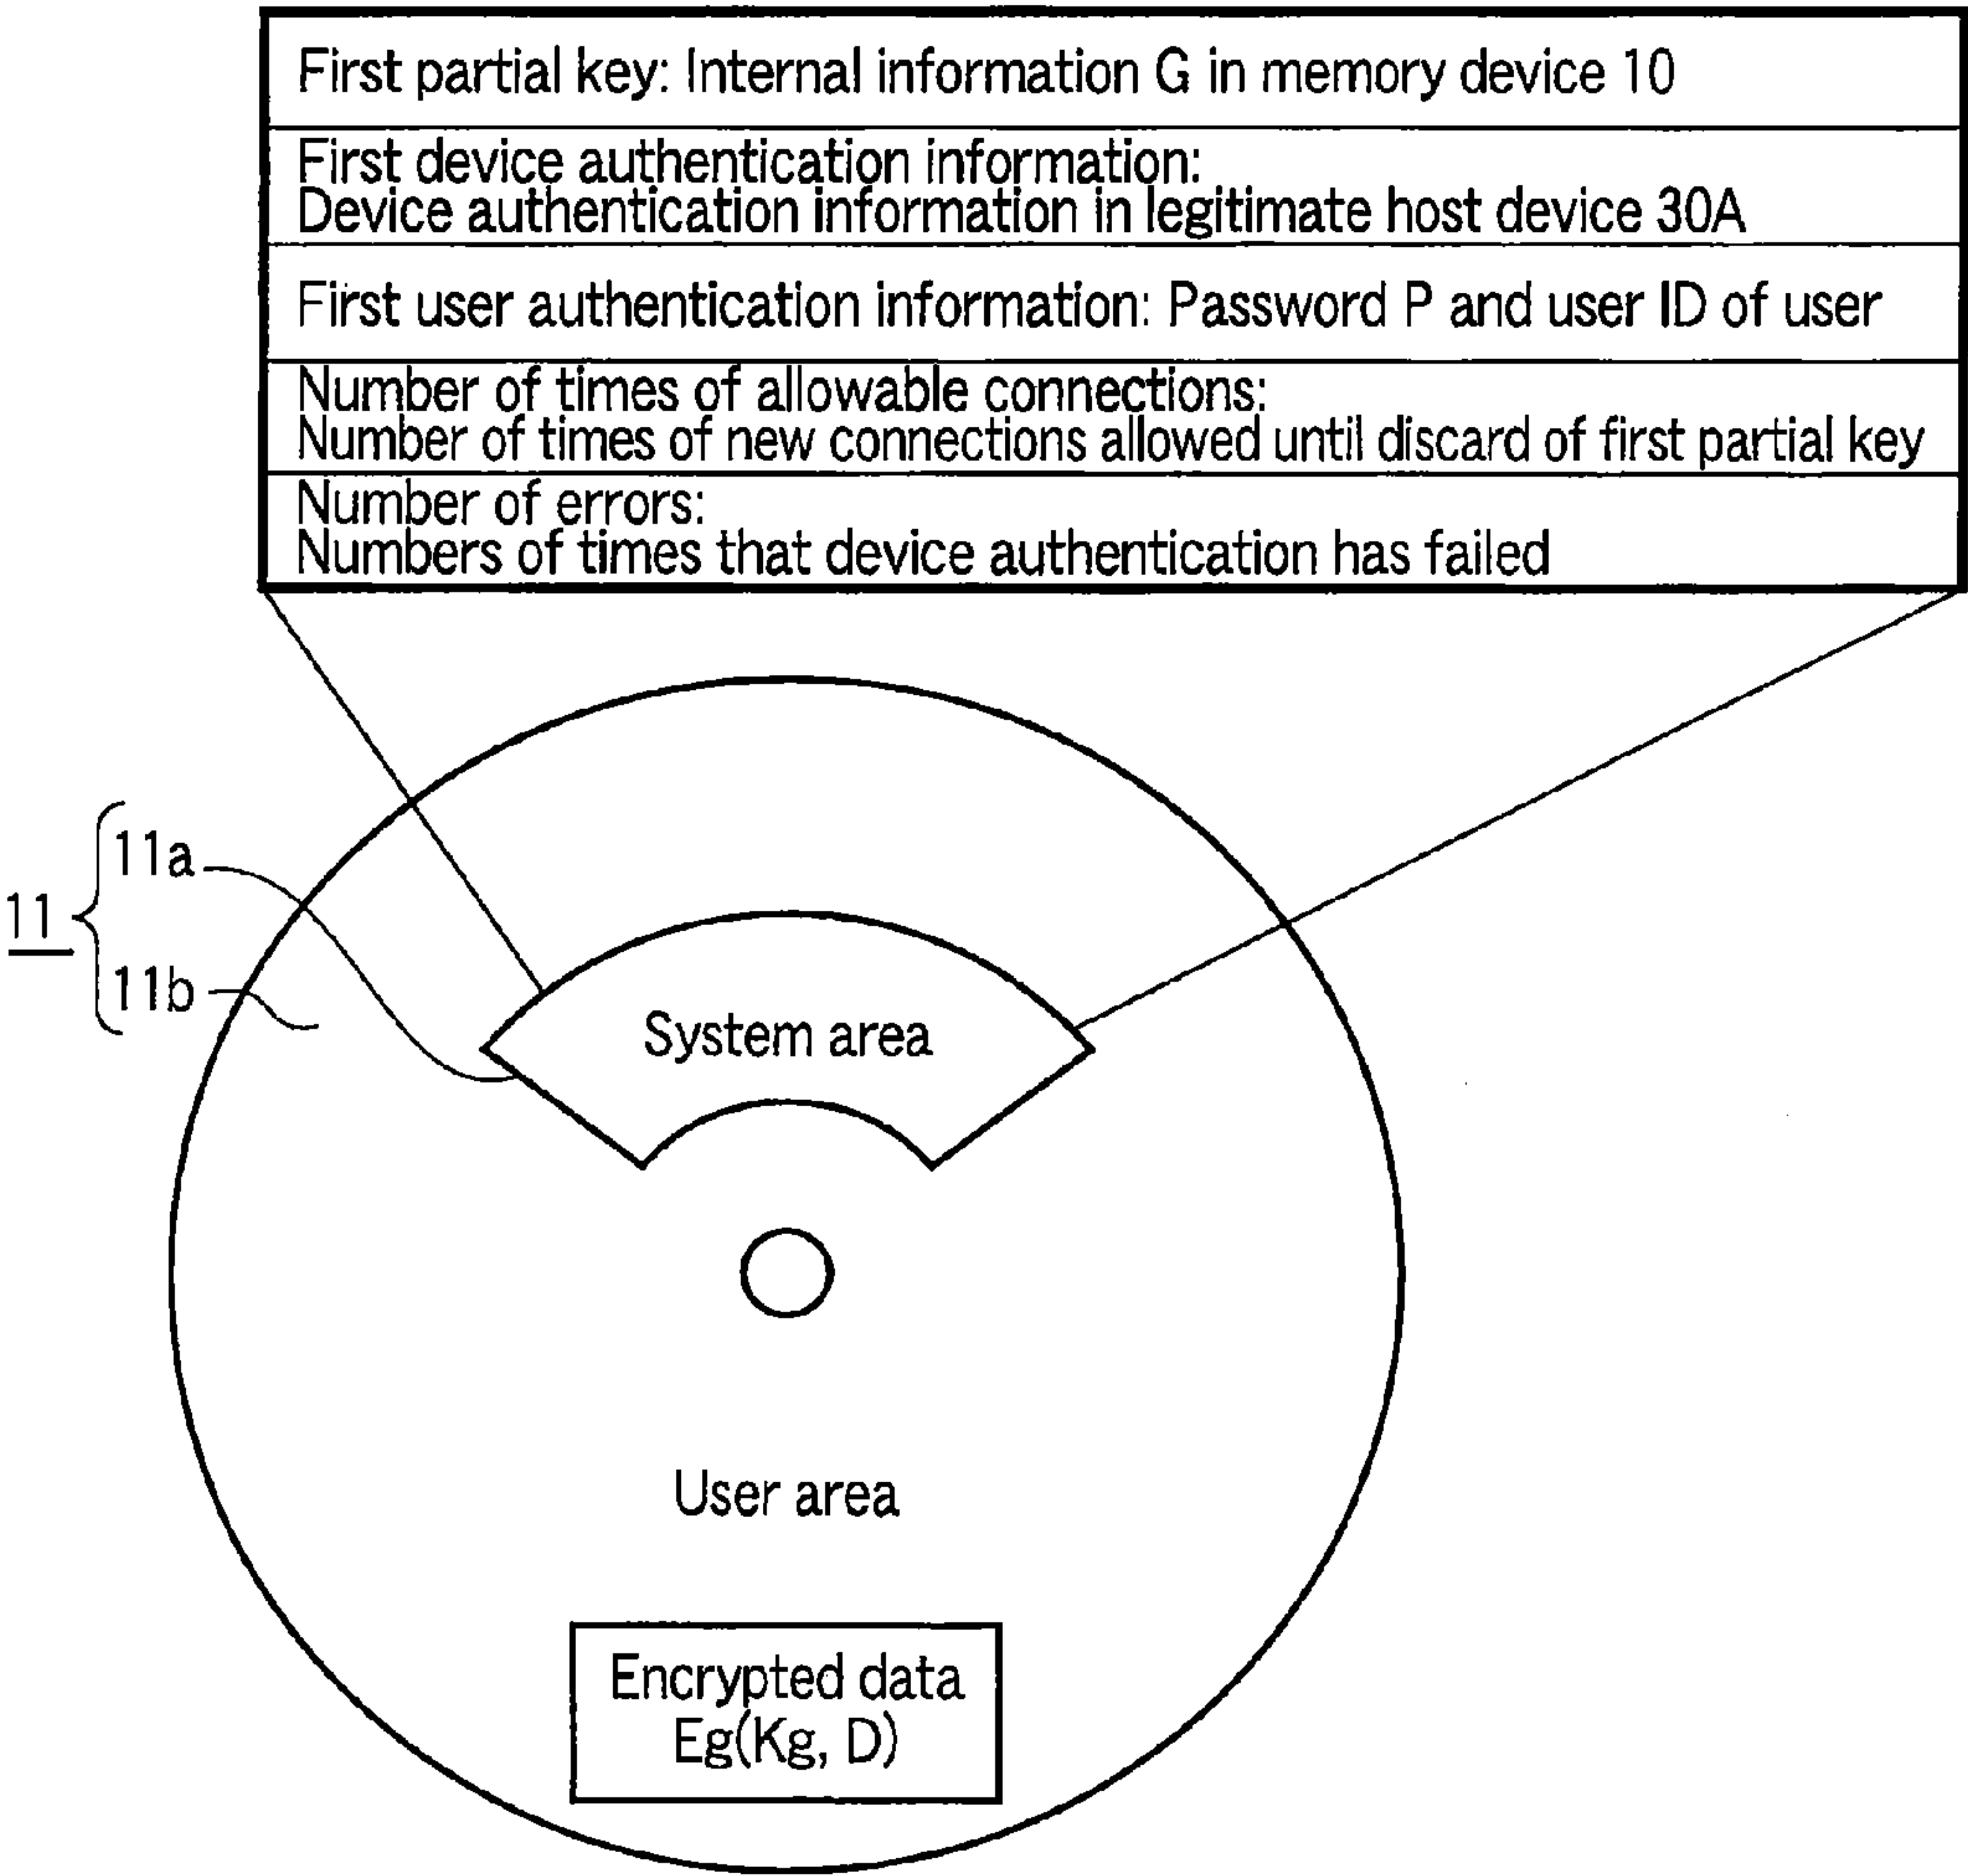 First partial key: Internal information G in memory device 10
First device authentication information:
Device authentication information in legitimate host device 30A
First user authentication information: Password P and user ID of user
Number of times of allowable connections:
Number of times of new connections allowed until discard of first partial key
Number of errors:
Numbers of times that device authentication has failed
11a
11
11b
System area
User area
Encrypted data
Eg(Kg, D)